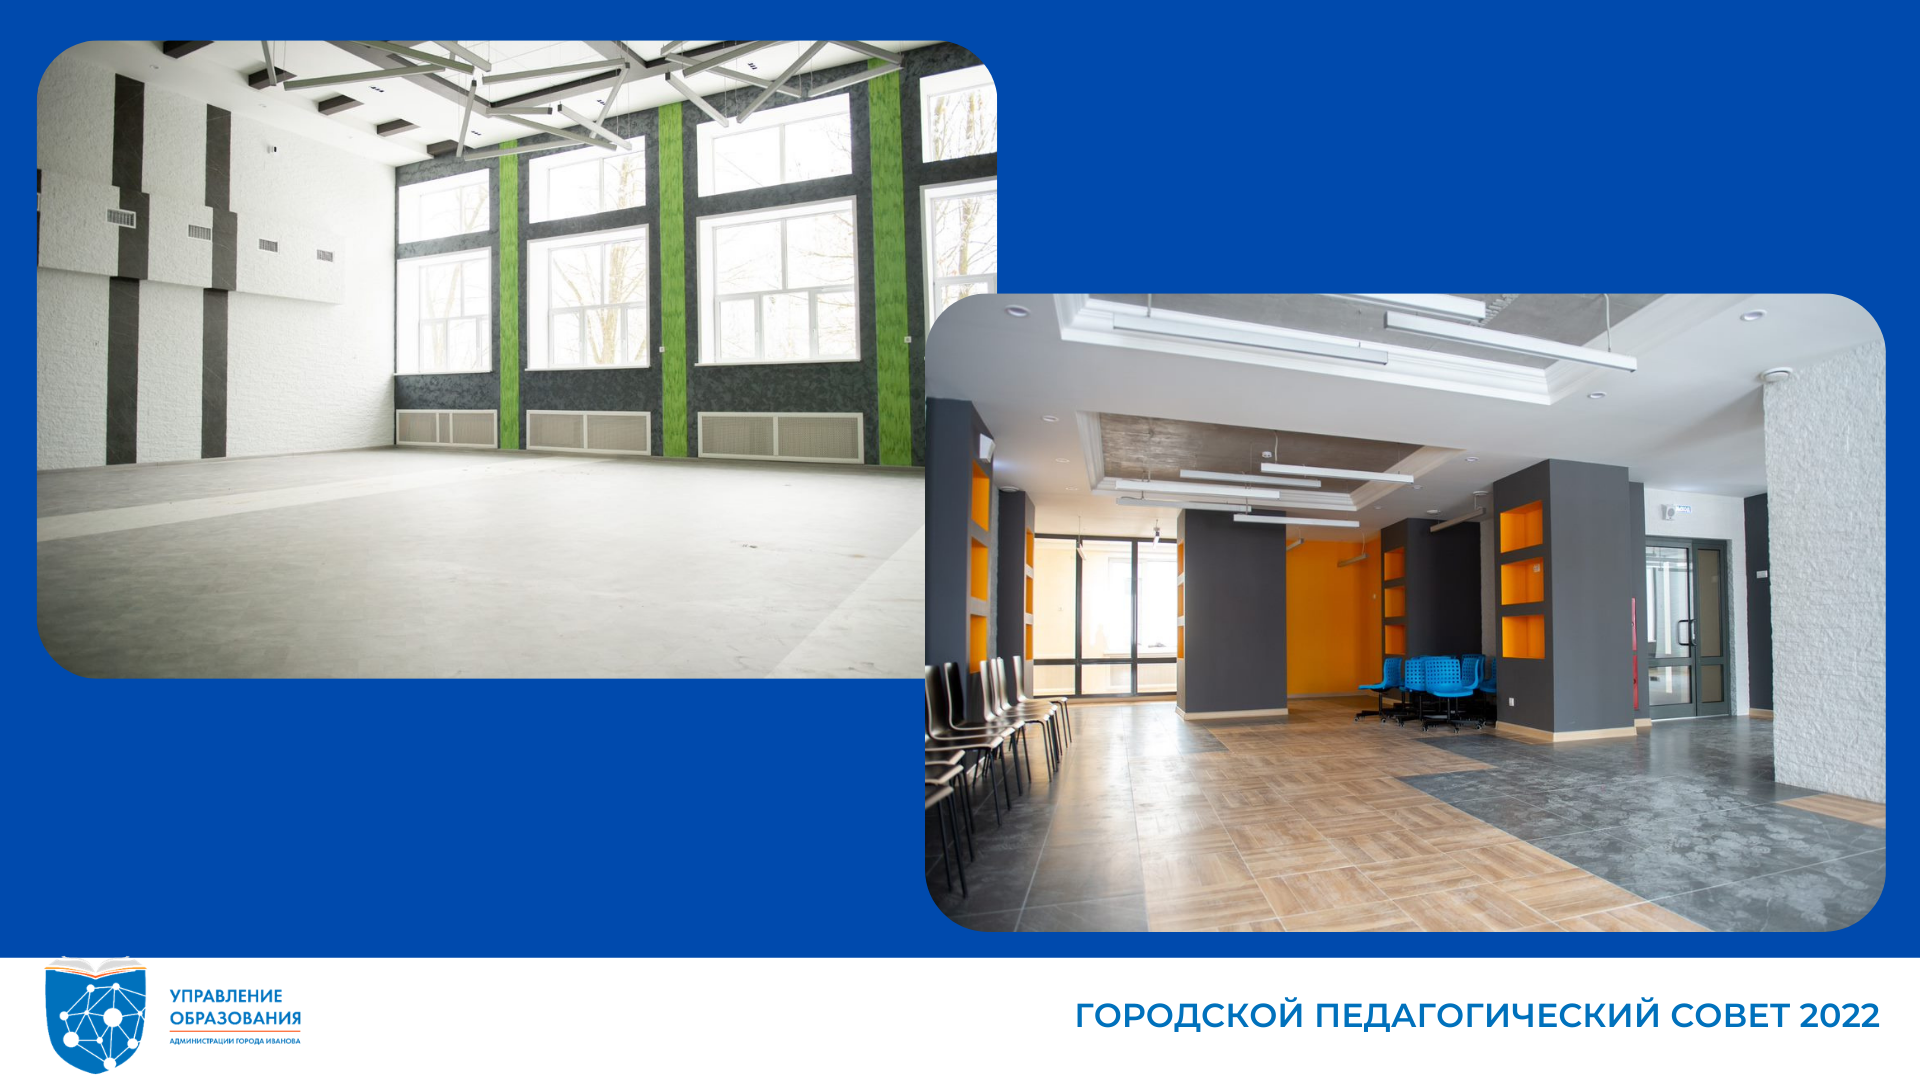 УПРАВЛЕНИЕ
ОБРАЗОВАНИЯ
АДМИНИСТРАЦИИ ГОРОДА ИВАНОВА
ГОРОДСКОЙ ПЕДАГОГИЧЕСКИЙ СОВЕТ 2022